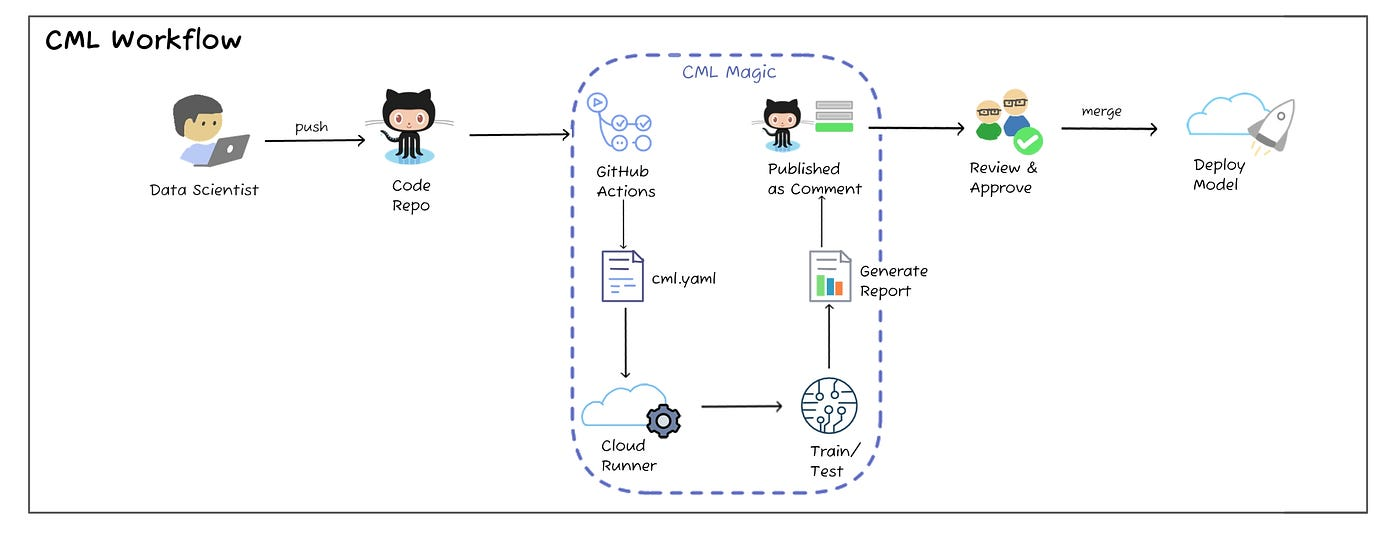 CML Workflow
CML Magic
push
merge
Data Scientist
Code
Repo
GitHub
Actions
Published
as Comment
Review &
Approve
Deploy
Model
cml.yaml
Generate
Report
Cloud
Runner
Train/
Test